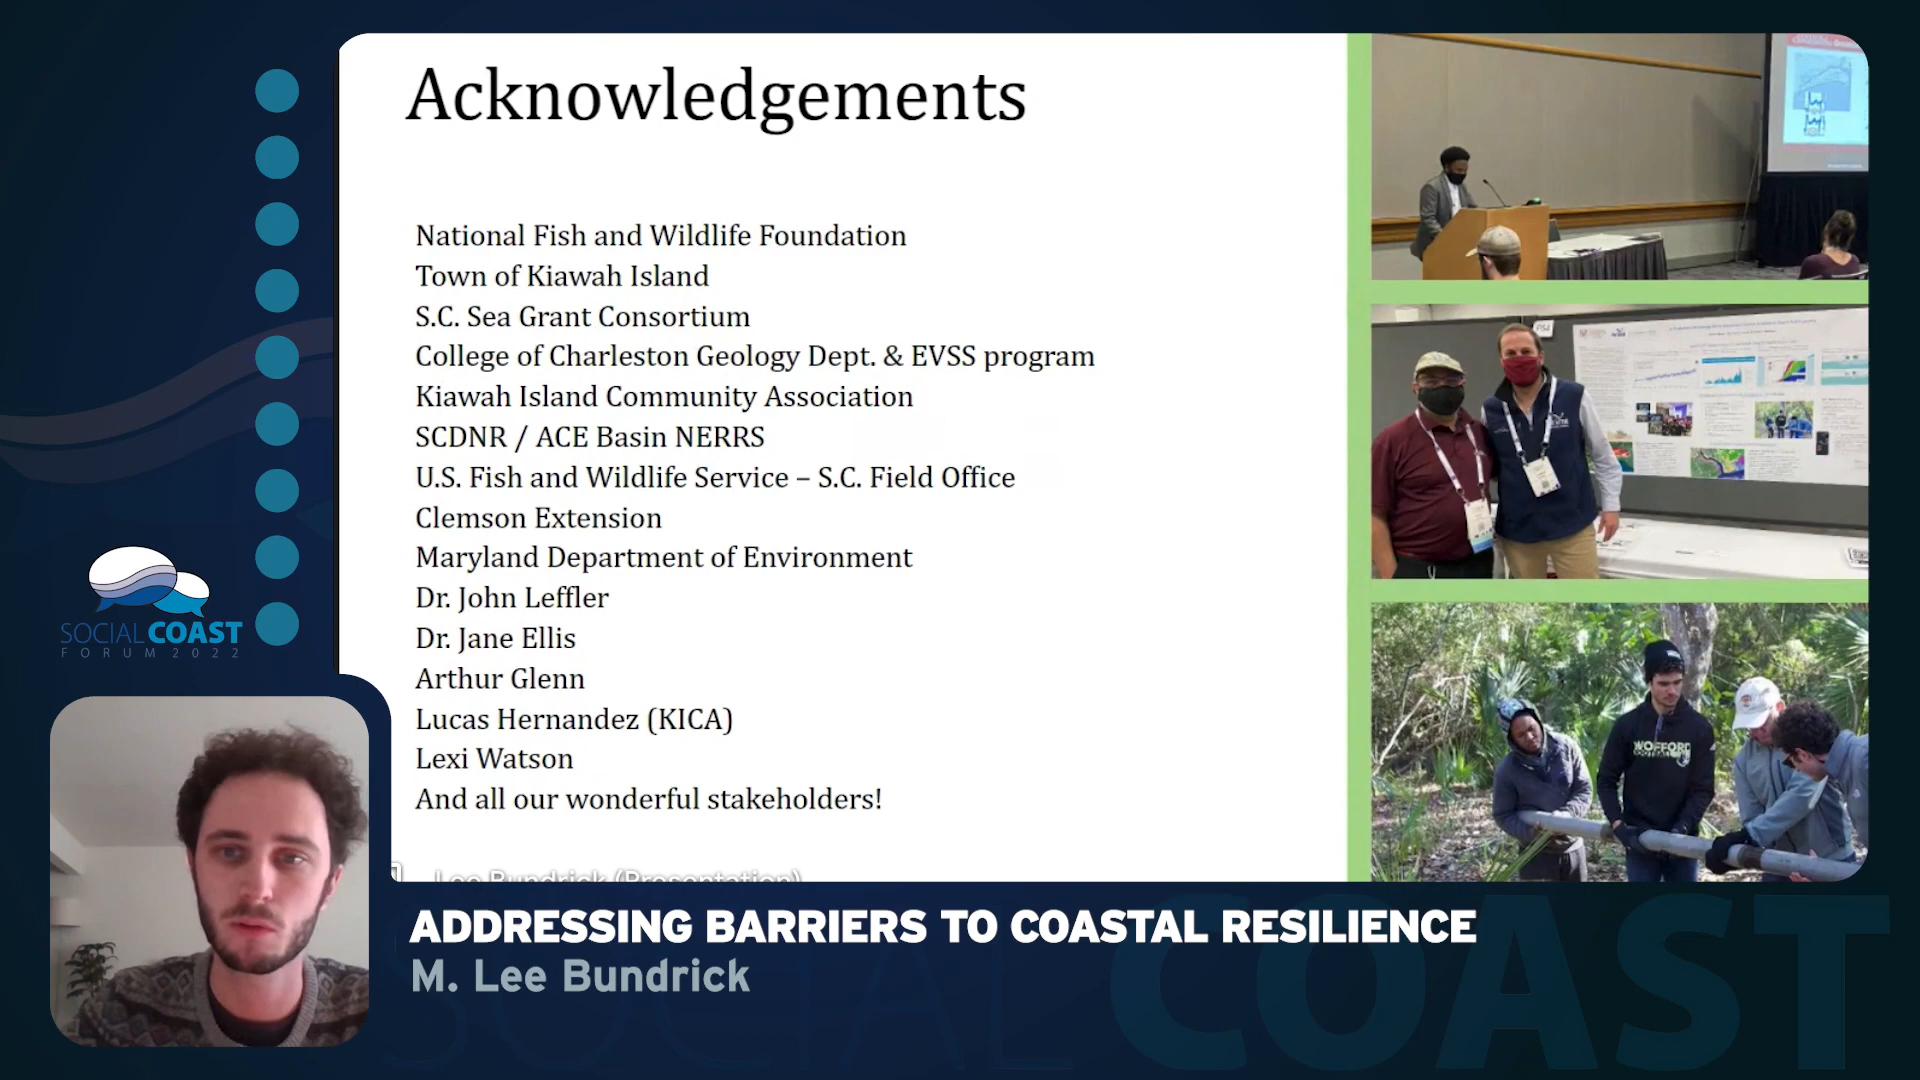 Acknowledgements
National Fish and Wildlife Foundation
Town of Kiawah Island
S.C. Sea Grant Consortium
College of Charleston Geology Dept. & EVSS program
Kiawah Island Community Association
SCDNR / ACE Basin NERRS
U.S. Fish and Wildlife Service – S.C. Field Office
Clemson Extension
Maryland Department of Environment
Dr. John Leffler
Dr. Jane Ellis
Arthur Glenn
Lucas Hernandez (KICA)
Lexi Watson
And all our wonderful stakeholders!
Lee Bundrick (Presentation)
WOFFORD
SOCIAL COAST
FORUM 2022
ADDRESSING BARRIERS TO COASTAL RESILIENCE
M. Lee Bundrick
SOCIAL COAST